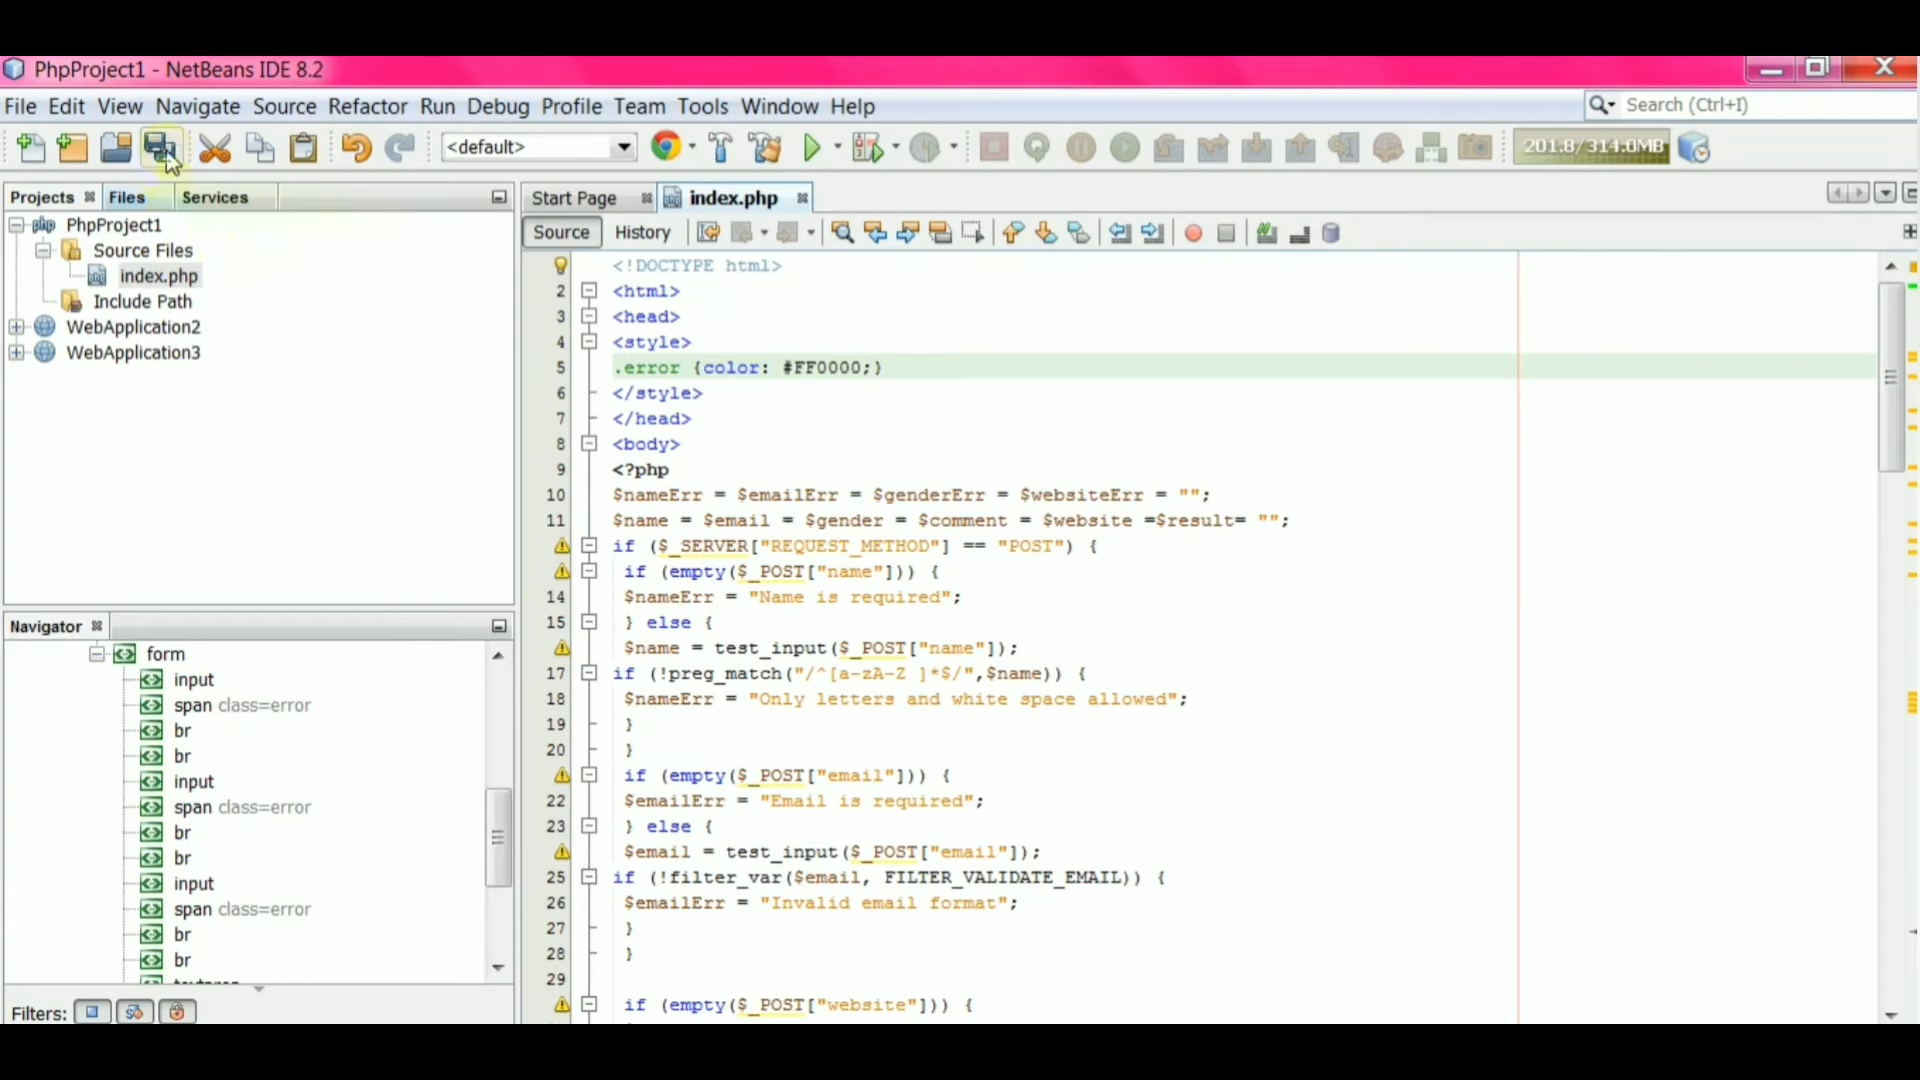 PhpProject1 - NetBeans IDE 8.2
File Edit View Navigate Source Refactor Run Debug Profile Team Tools Window Help
Search (Ctrl+I)
<default>
201.8/314.0MB
Projects Files Services
PhpProject1
Source Files
index.php
Include Path
WebApplication2
WebApplication3
Navigator
form
input
span class=error
br
br
input
span class=error
br
br
input
span class=error
br
br
Filters:
Start Page index.php
Source History
<!DOCTYPE html>
2 <html>
3 <head>
4 <style>
5 .error {color: #FF0000;}
6 </style>
7 </head>
8 <body>
9 <?php
10 $nameErr = $emailErr = $genderErr = $websiteErr = "";
11 $name = $email = $gender = $comment = $website =$result= "";
if ($_SERVER["REQUEST_METHOD"] == "POST") {
if (empty($_POST["name"])) {
14 $nameErr = "Name is required";
15 } else {
$name = test_input($_POST["name"]);
17 if (!preg_match("/^[a-zA-Z ]*$/",$name)) {
18 $nameErr = "Only letters and white space allowed";
19 }
20 }
if (empty($_POST["email"])) {
22 $emailErr = "Email is required";
23 } else {
$email = test_input($_POST["email"]);
25 if (!filter_var($email, FILTER_VALIDATE_EMAIL)) {
26 $emailErr = "Invalid email format";
27 }
28 }
29
if (empty($_POST["website"])) {